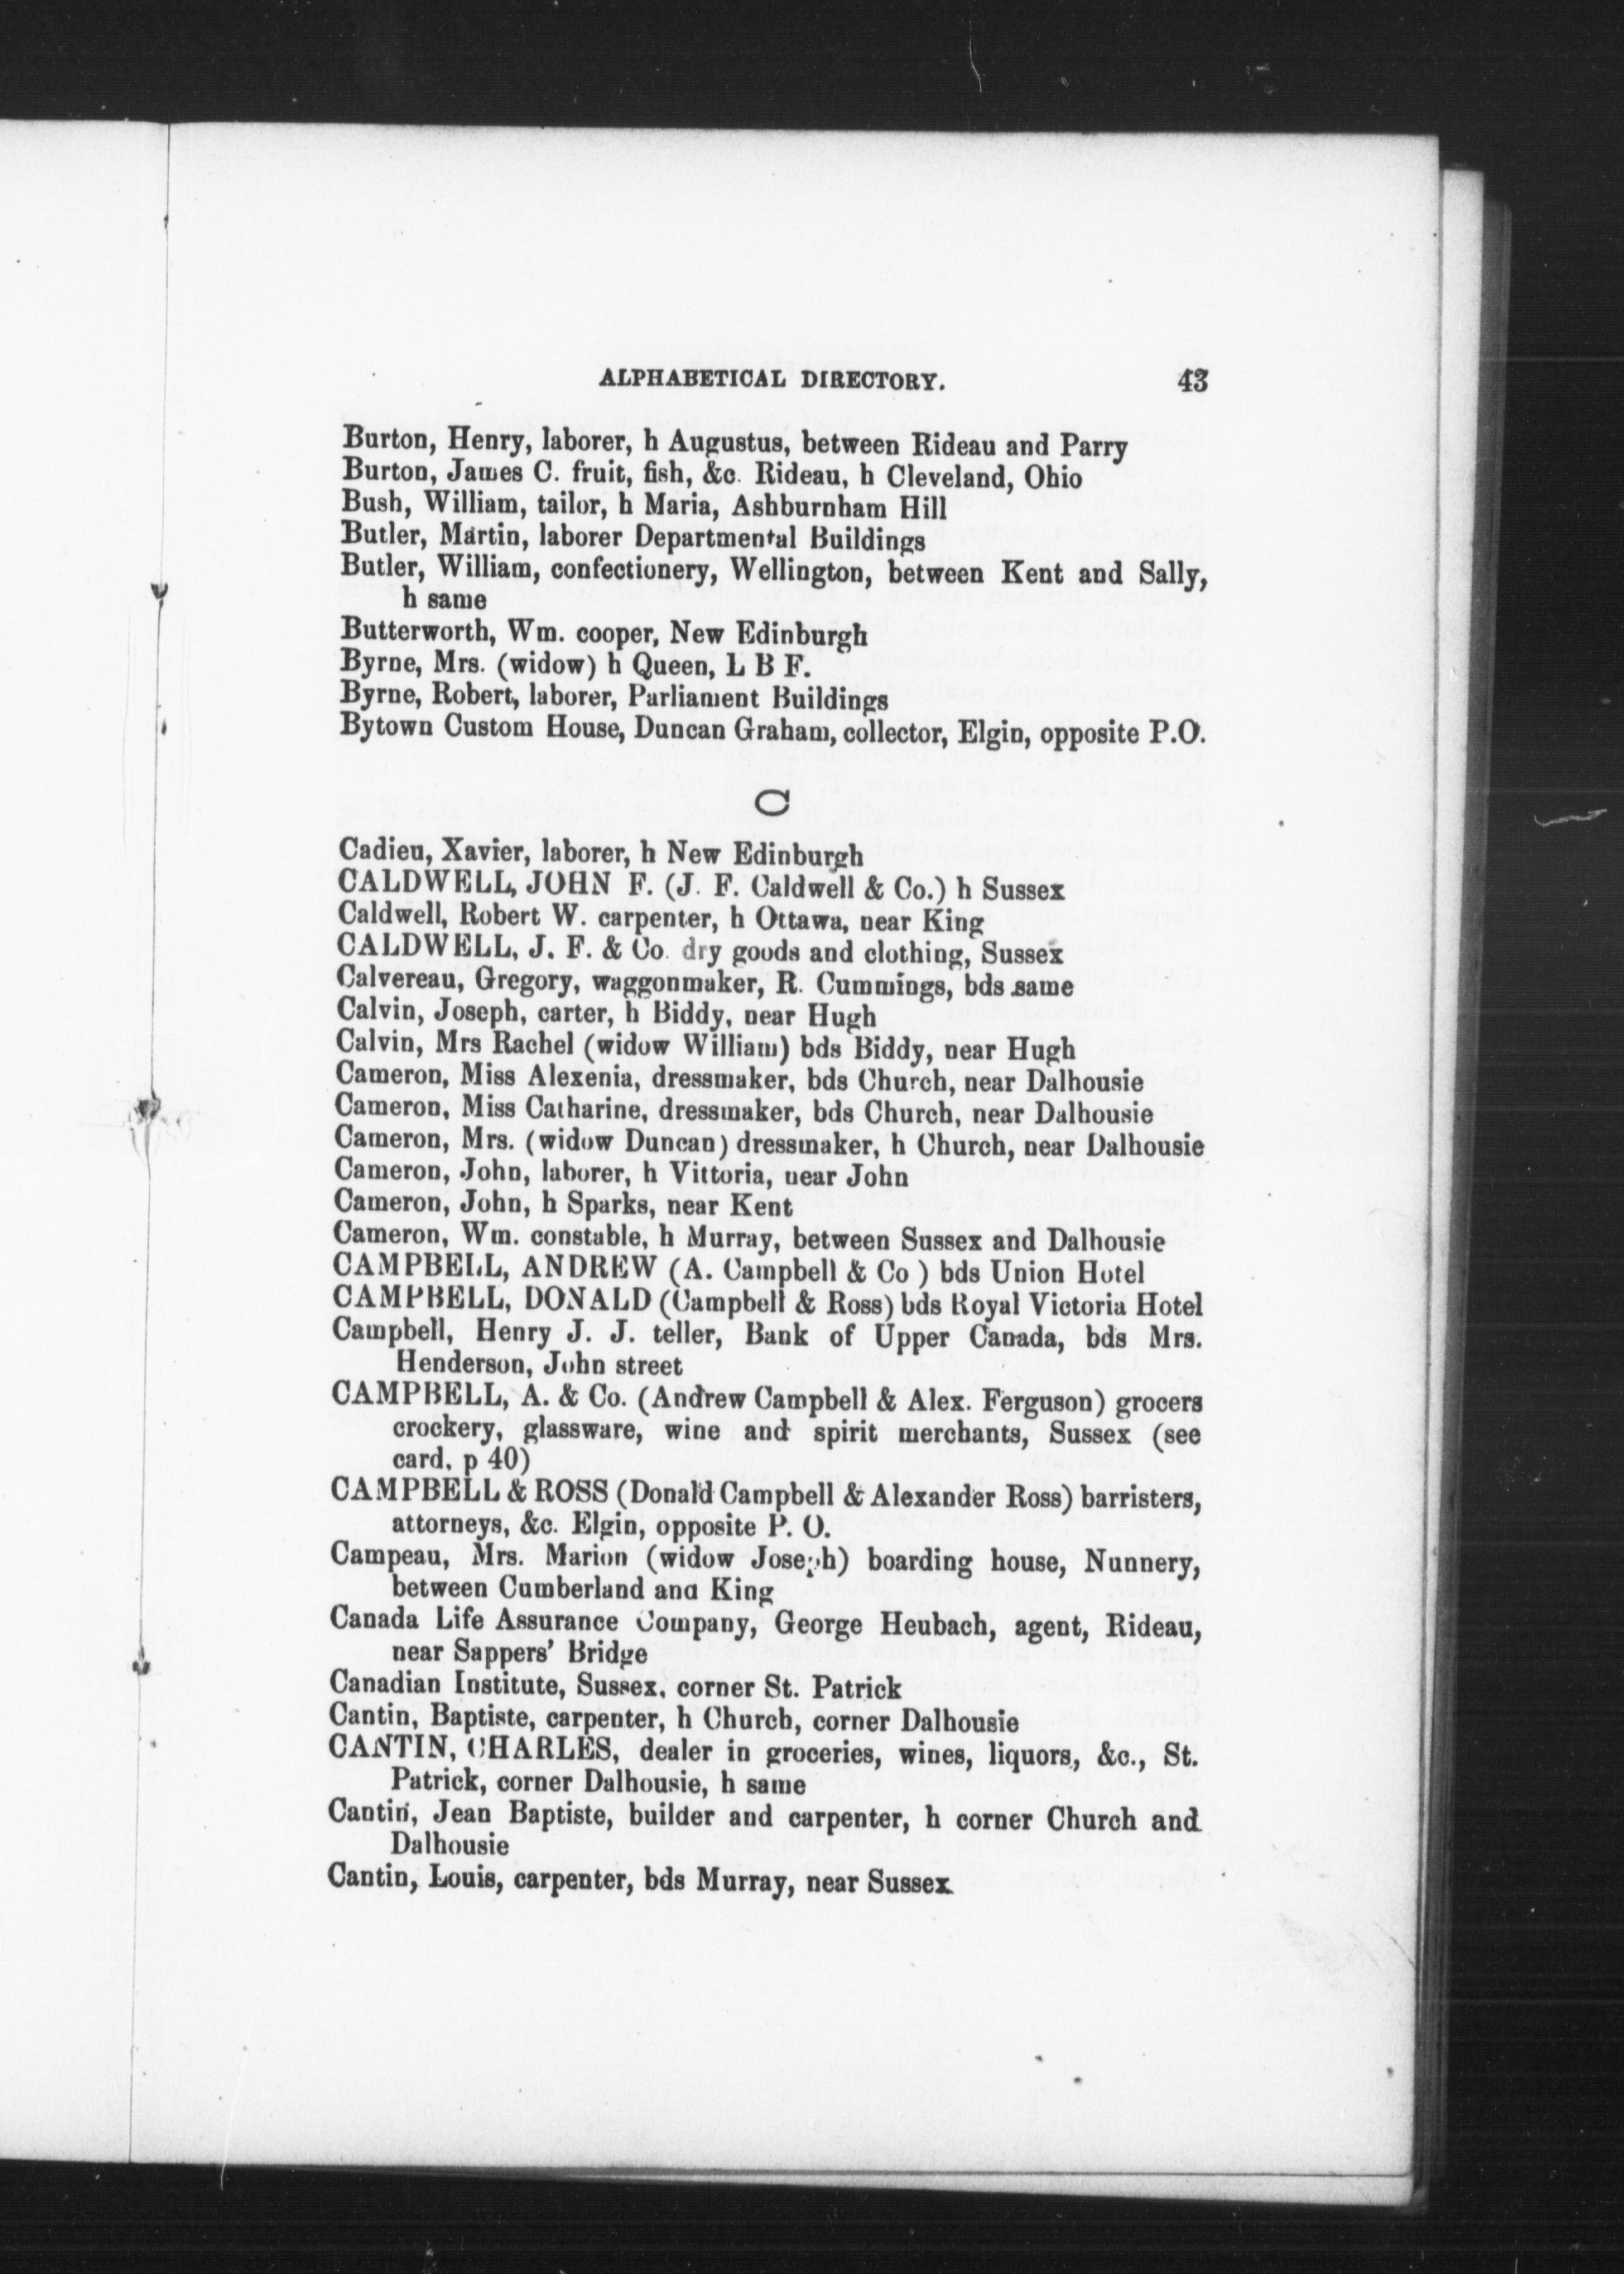 ALPHABETICAL DIRECTORY. 43
Burton, Henry, laborer, h Augustus, between Rideau and Parry
Burton, James C. fruit, fish, &c. Rideau, h Cleveland, Ohio
Bush, William, tailor, h Maria, Ashburnham Hill
Butler, Martin, laborer Departmental Buildings
Butler, William, confectionery, Wellington, between Kent and Sally,
h same
Butterworth, Wm. cooper, New Edinburgh
Byrne, Mrs. (widow) h Queen, L B F.
Byrne, Robert, laborer, Parliament Buildings
Bytown Custom House, Duncan Graham, collector, Elgin, opposite P.O.
C
Cadieu, Xavier, laborer, h New Edinburgh
CALDWELL, JOHN F. (J. F. Caldwell & Co.) h Sussex
Caldwell, Robert W. carpenter, h Ottawa, near King
CALDWELL, J. F. & Co. dry goods and clothing, Sussex
Calvereau, Gregory, waggonmaker, R. Cummings, bds same
Calvin, Joseph, carter, h Biddy, near Hugh
Calvin, Mrs Rachel (widow William) bds Biddy, near Hugh
Cameron, Miss Alexenia, dressmaker, bds Church, near Dalhousie
Cameron, Miss Catharine, dressmaker, bds Church, near Dalhousie
Cameron, Mrs. (widow Duncan) dressmaker, h Church, near Dalhousie
Cameron, John, laborer, h Vittoria, near John
Cameron, John, h Sparks, near Kent
Cameron, Wm. constable, h Murray, between Sussex and Dalhousie
CAMPBELL, ANDREW (A. Campbell & Co ) bds Union Hotel
CAMPBELL, DONALD (Campbell & Ross) bds Royal Victoria Hotel
Campbell, Henry J. J. teller, Bank of Upper Canada, bds Mrs.
Henderson, John street
CAMPBELL, A. & Co. (Andrew Campbell & Alex. Ferguson) grocers
crockery, glassware, wine and spirit merchants, Sussex (see
card, p 40)
CAMPBELL & ROSS (Donald Campbell & Alexander Ross) barristers,
attorneys, &c. Elgin, opposite P. O.
Campeau, Mrs. Marion (widow Joseph) boarding house, Nunnery,
between Cumberland and King
Canada Life Assurance Company, George Heubach, agent, Rideau,
near Sappers' Bridge
Canadian Institute, Sussex, corner St. Patrick
Cantin, Baptiste, carpenter, h Church, corner Dalhousie
CANTIN, CHARLES, dealer in groceries, wines, liquors, &c., St.
Patrick, corner Dalhousie, h same
Cantin, Jean Baptiste, builder and carpenter, h corner Church and
Dalhousie
Cantin, Louis, carpenter, bds Murray, near Sussex